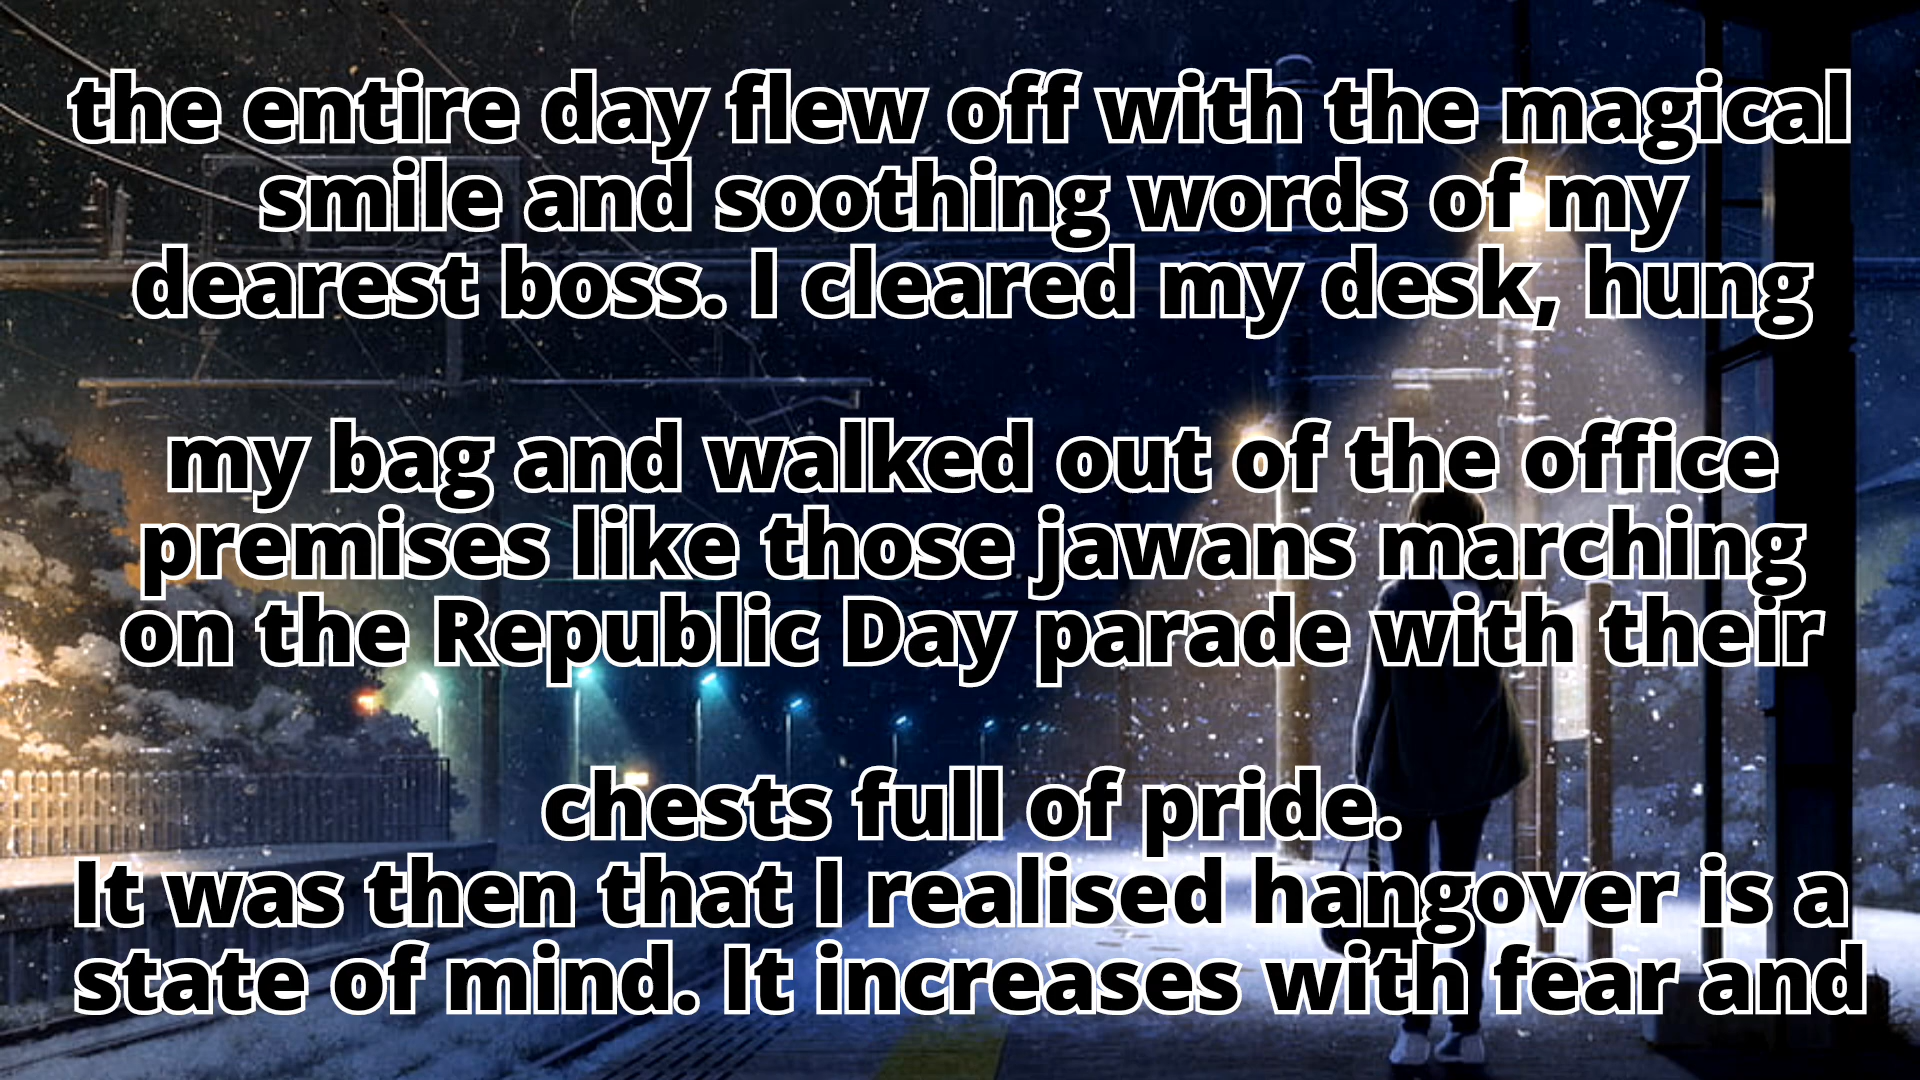 the entire day flew off with the magical
smile and soothing words of my
dearest boss. I cleared my desk, hung
my bag and walked out of the office
premises like those jawans marching
on the Republic Day parade with their
chests full of pride.
It was then that I realised hangover is a
state of mind. It increases with fear and